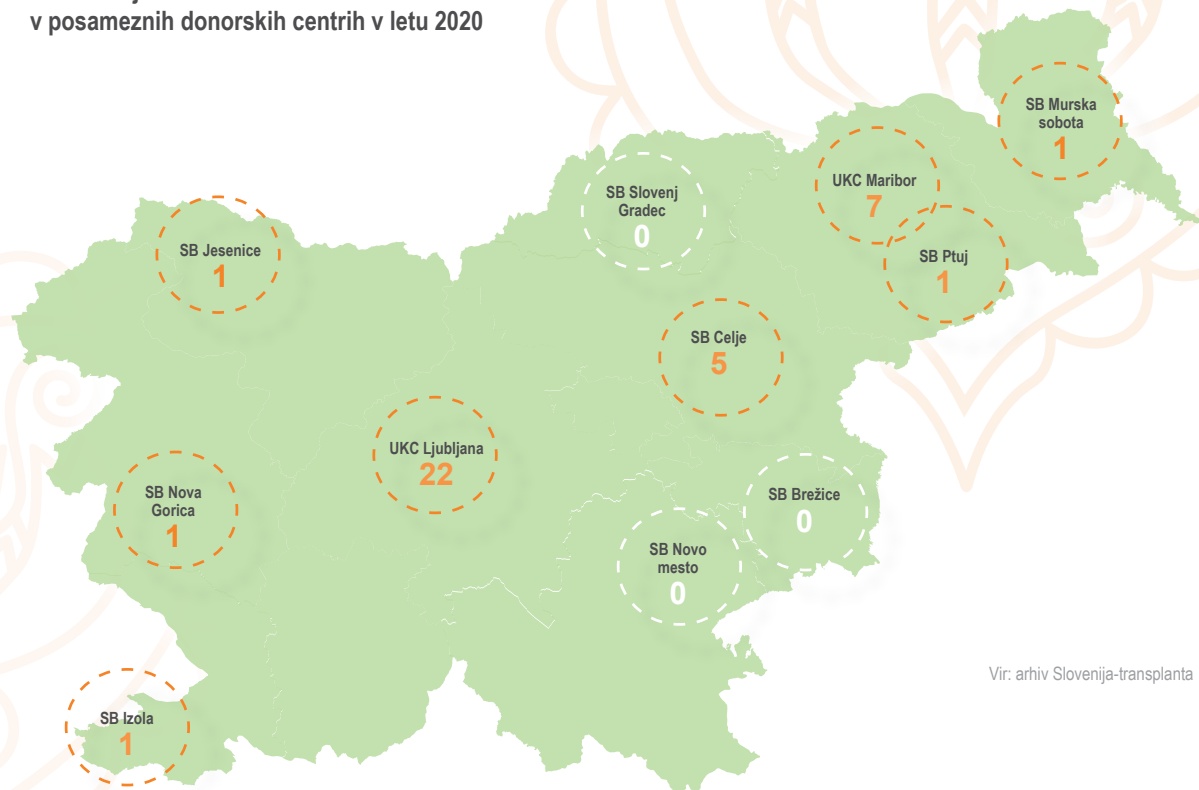 v posameznih donorskih centrih v letu 2020
SB Murska
sobota
1
UKC Maribor
7
SB Slovenj
Gradec
0
SB Jesenice
1
SB Ptuj
1
SB Celje
5
UKC Ljubljana
22
SB Nova
Gorica
1
SB Brežice
0
SB Novo
mesto
0
Vir: arhiv Slovenija-transplanta
SB Izola
1